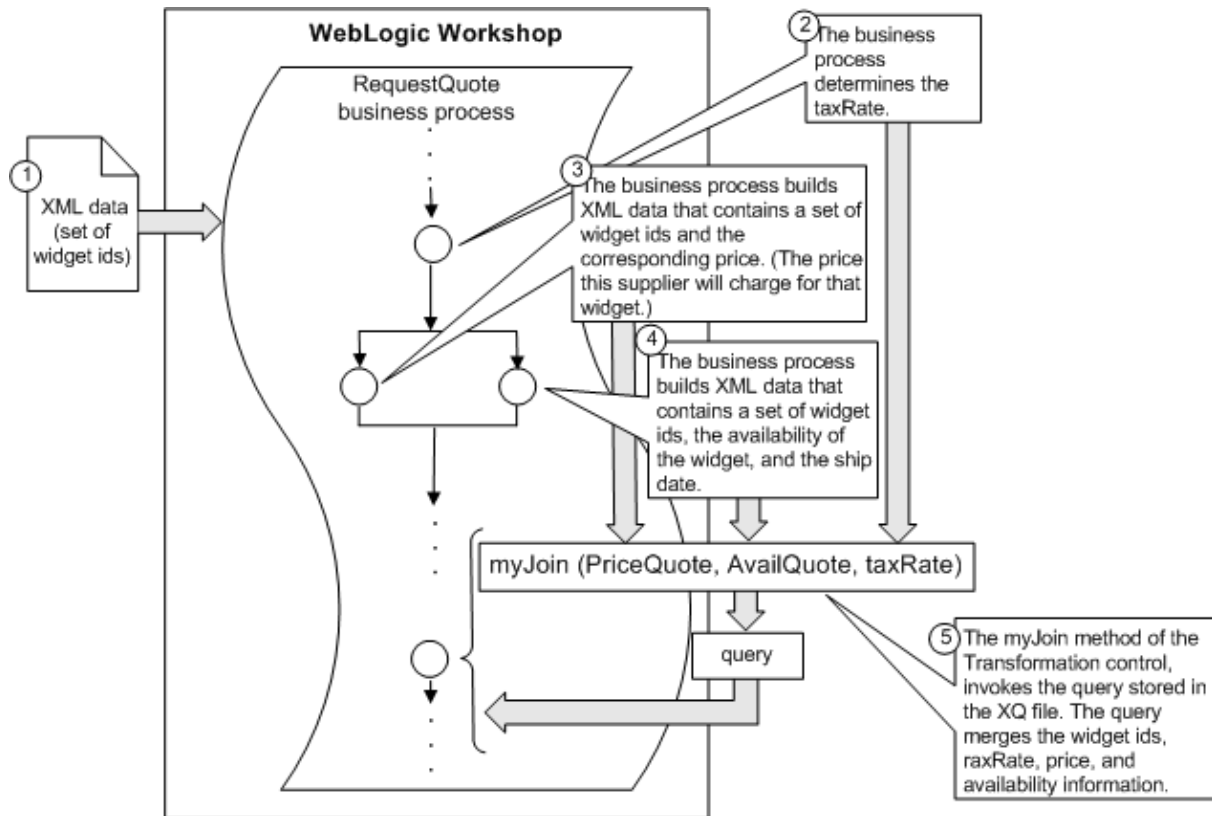 WebLogic Workshop
RequestQuote
business process
1
XML data
(set of
widget ids)
2
The business
process
determines the
taxRate.
3
The business process builds
XML data that contains a set of
widget ids and the
corresponding price. (The price
this supplier will charge for that
widget.)
4
The business process
builds XML data that
contains a set of widget
ids, the availability of
the widget, and the ship
date.
myJoin (PriceQuote, AvailQuote, taxRate)
query
5
The myJoin method of the
Transformation control,
invokes the query stored in
the XQ file. The query
merges the widget ids,
raxRate, price, and
availability information.